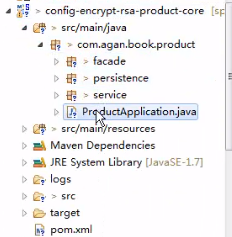 > config-encrypt-rsa-product-core [s
> src/main/java
> com.agan.book.product
> facade
> persistence
> service
ProductApplication.java
> src/main/resources
Maven Dependencies
JRE System Library [JavaSE-1.7]
logs
> src
target
pom.xml